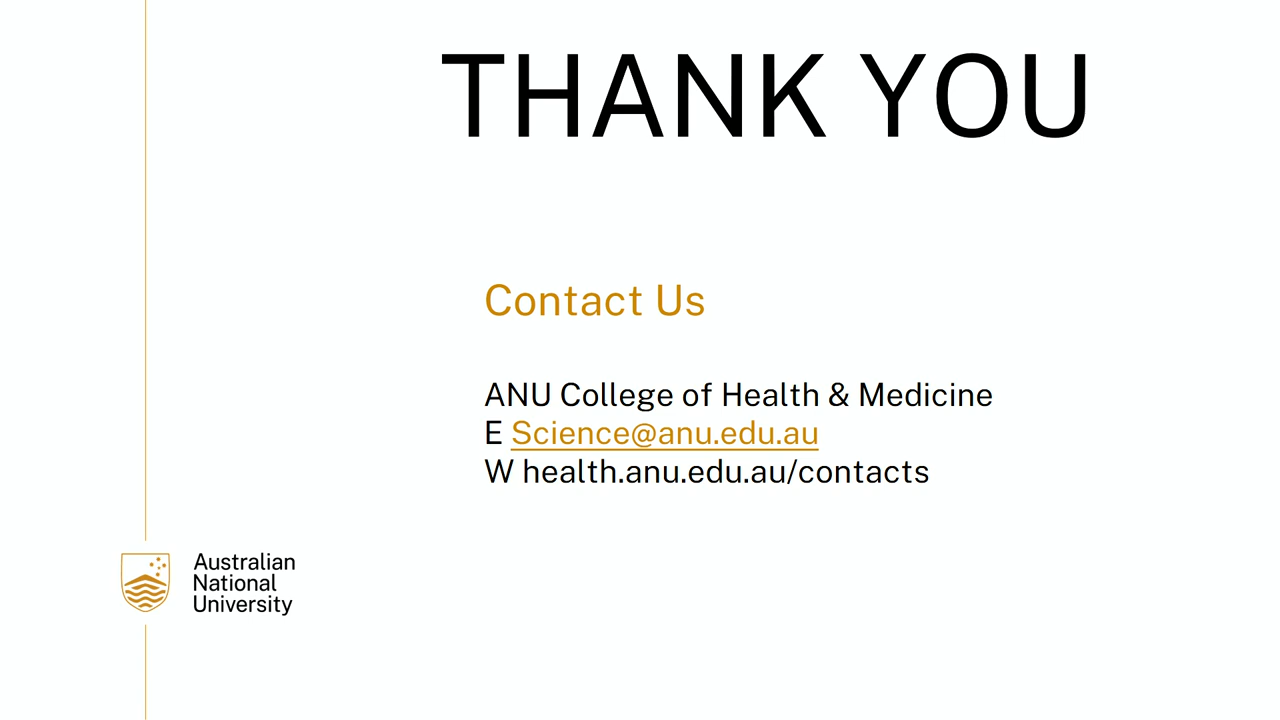 THANK YOU
Contact Us
ANU College of Health & Medicine
E Science@anu.edu.au
W health.anu.edu.au/contacts
Australian
National
University